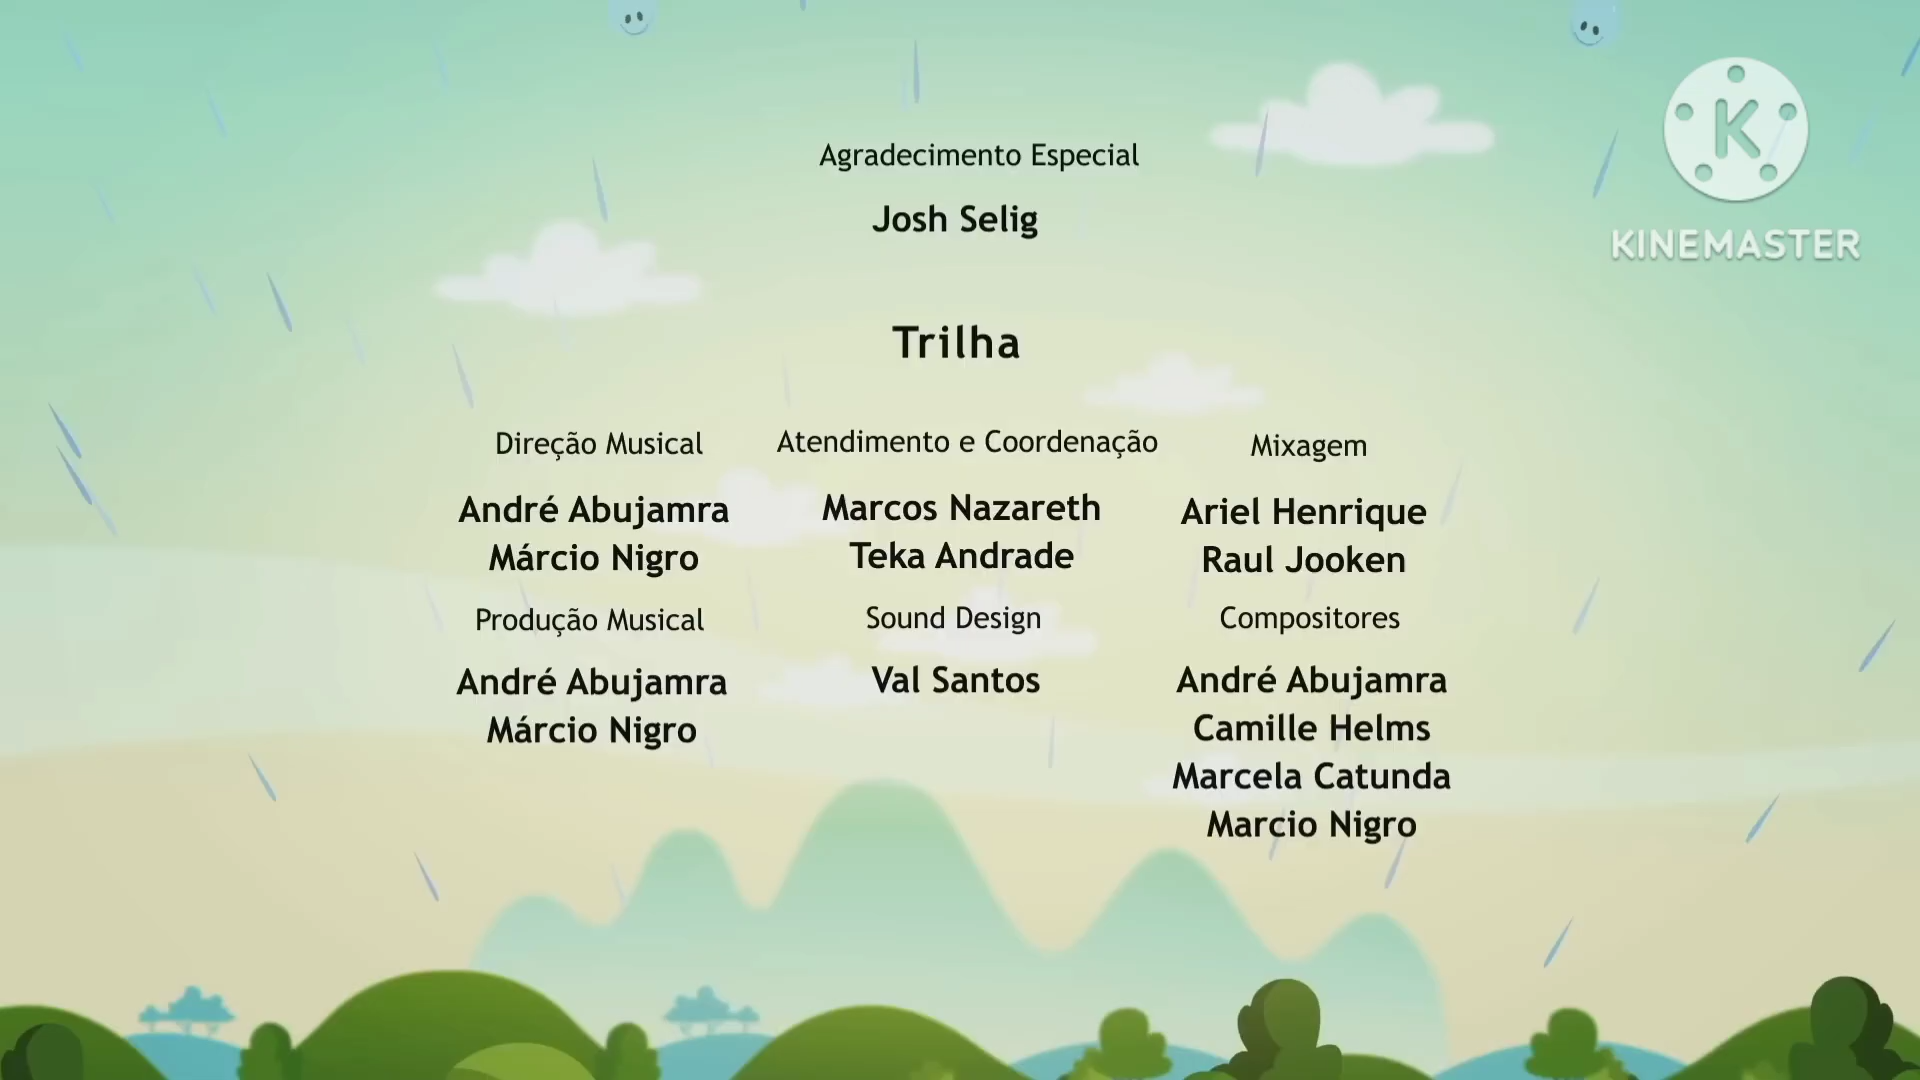 Agradecimento Especial
Josh Selig
K
KINEMASTER
Trilha
Direção Musical
André Abujamra
Márcio Nigro
Atendimento e Coordenação
Marcos Nazareth
Teka Andrade
Mixagem
Ariel Henrique
Raul Jooken
Produção Musical
André Abujamra
Márcio Nigro
Sound Design
Val Santos
Compositores
André Abujamra
Camille Helms
Marcela Catunda
Marcio Nigro